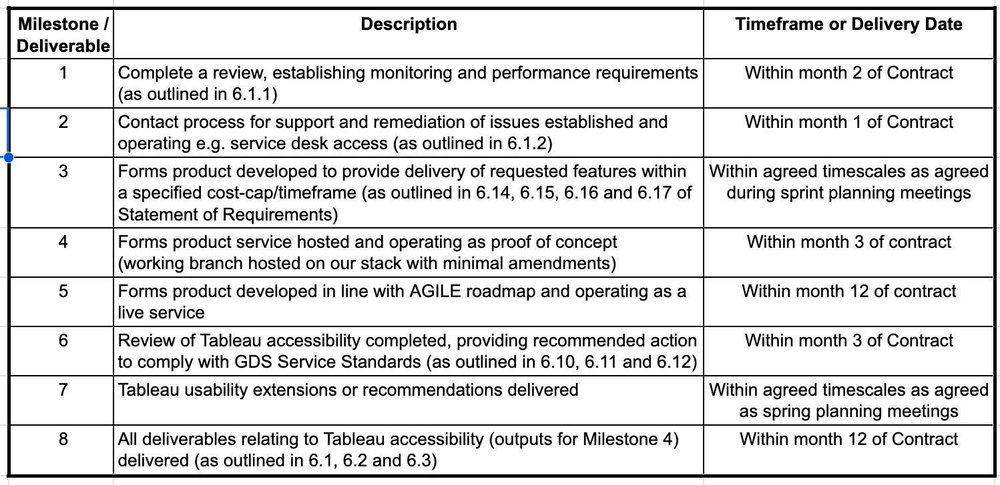 Milestone /
Deliverable
Description
Timeframe or Delivery Date
1
Complete a review, establishing monitoring and performance requirements
(as outlined in 6.1.1)
Within month 2 of Contract
2
Contact process for support and remediation of issues established and
operating e.g. service desk access (as outlined in 6.1.2)
Within month 1 of Contract
3
Forms product developed to provide delivery of requested features within
a specified cost-cap/timeframe (as outlined in 6.14, 6.15, 6.16 and 6.17 of
Statement of Requirements)
Within agreed timescales as agreed
during sprint planning meetings
4
Forms product service hosted and operating as proof of concept
(working branch hosted on our stack with minimal amendments)
Within month 3 of contract
5
Forms product developed in line with AGILE roadmap and operating as a
live service
Within month 12 of contract
6
Review of Tableau accessibility completed, providing recommended action
to comply with GDS Service Standards (as outlined in 6.10, 6.11 and 6.12)
Within month 3 of Contract
7
Tableau usability extensions or recommendations delivered
Within agreed timescales as agreed
as spring planning meetings
8
All deliverables relating to Tableau accessibility (outputs for Milestone 4)
delivered (as outlined in 6.1, 6.2 and 6.3)
Within month 12 of Contract